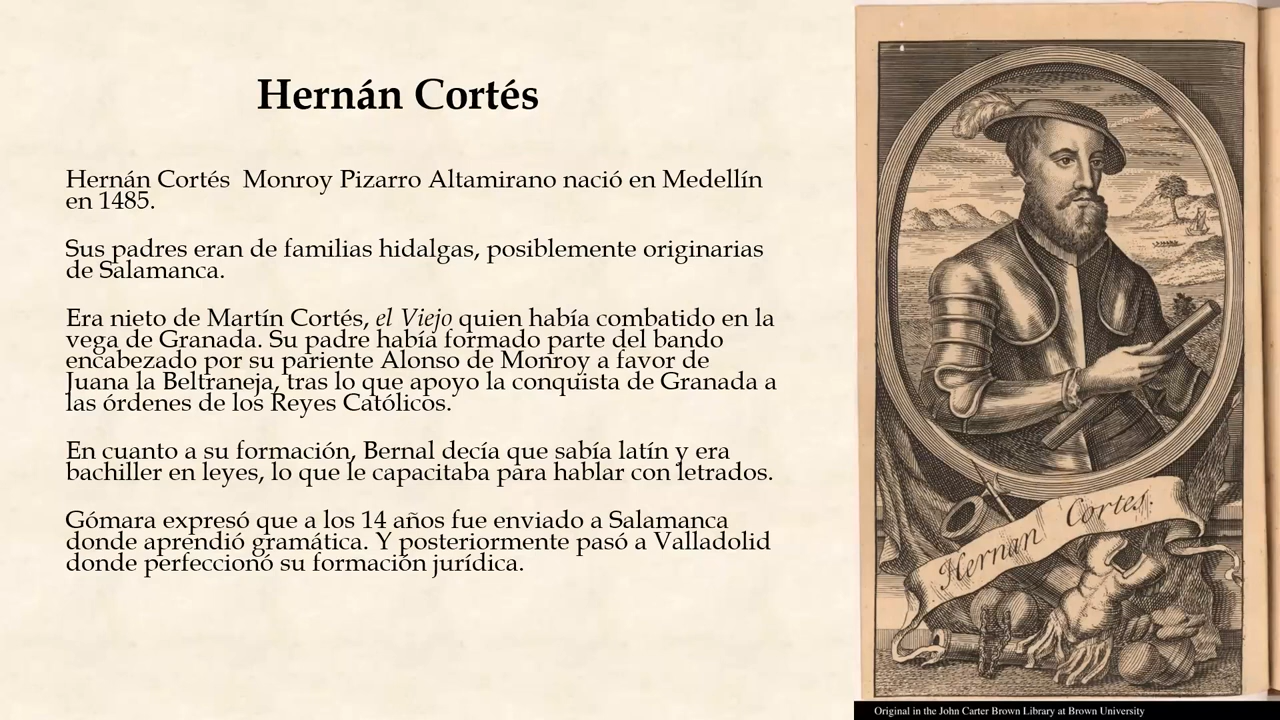 Hernán Cortés
Hernán Cortés  Monroy Pizarro Altamirano nació en Medellín
en 1485.
Sus padres eran de familias hidalgas, posiblemente originarias
de Salamanca.
Era nieto de Martín Cortés, el Viejo quien había combatido en la
vega de Granada. Su padre había formado parte del bando
encabezado por su pariente Alonso de Monroy a favor de
Juana la Beltraneja, tras lo que apoyo la conquista de Granada a
las órdenes de los Reyes Católicos.
En cuanto a su formación, Bernal decía que sabía latín y era
bachiller en leyes, lo que le capacitaba para hablar con letrados.
Gómara expresó que a los 14 años fue enviado a Salamanca
donde aprendió gramática. Y posteriormente pasó a Valladolid
donde perfeccionó su formación jurídica.
Hernan Cortes.
Original in the John Carter Brown Library at Brown University